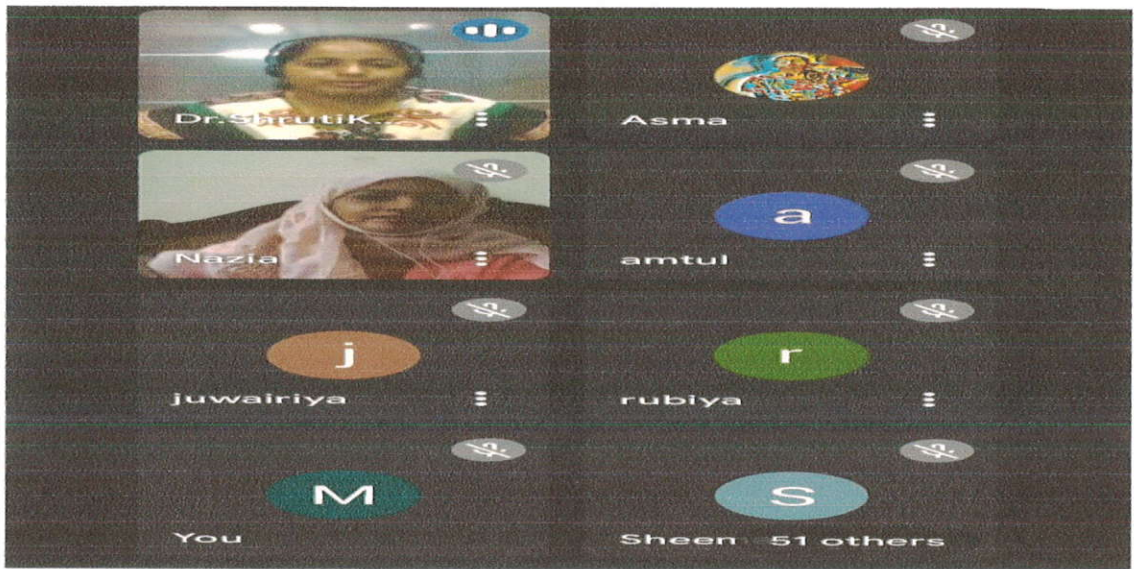 Dr.ShrutiK..
Asma
Nazia
a
amtul
j
juwairiya
r
rubiya
M
You
S
Sheen 51 others